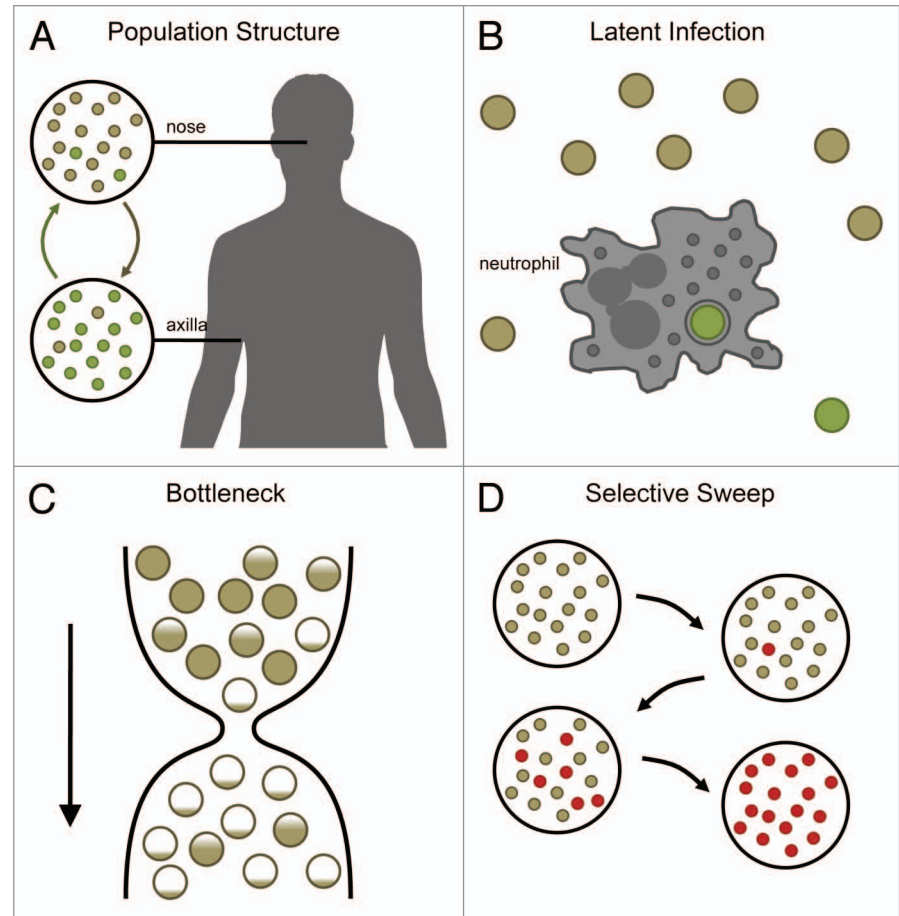 A
Population Structure
nose
axilla
B
Latent Infection
neutrophil
C
Bottleneck
D
Selective Sweep